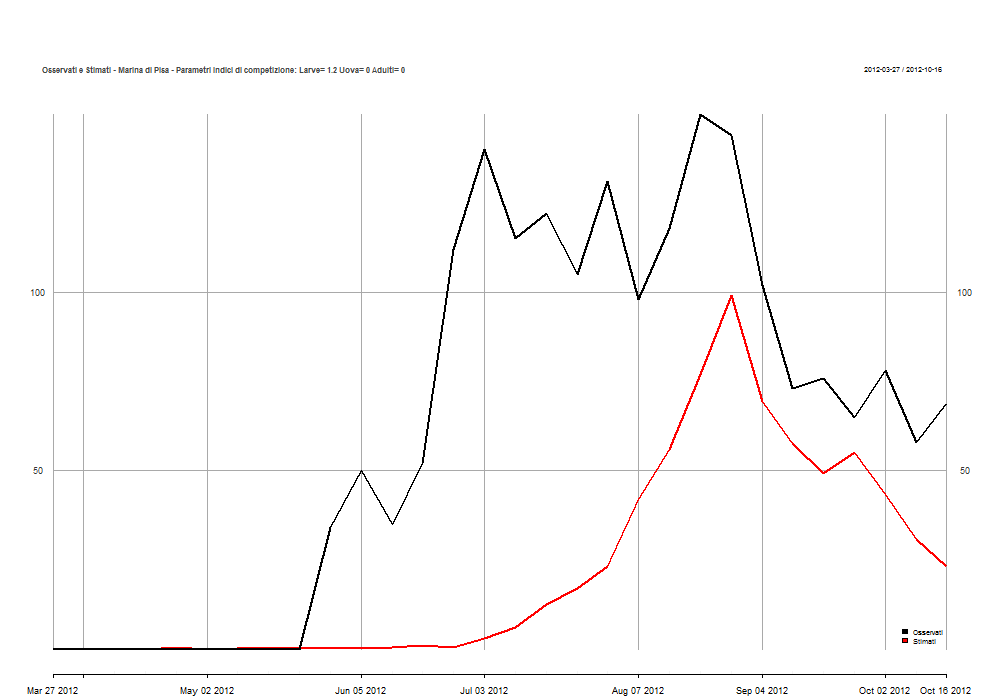 Osservati e Stimati - Marina di Pisa - Parametri indici di competizione: Larve= 1.2 Uova= 0 Adulti= 0
2012-03-27 / 2012-10-16
100
100
50
50
Osservati
Stimati
Mar 27 2012
May 02 2012
Jun 05 2012
Jul 03 2012
Aug 07 2012
Sep 04 2012
Oct 02 2012
Oct 16 2012